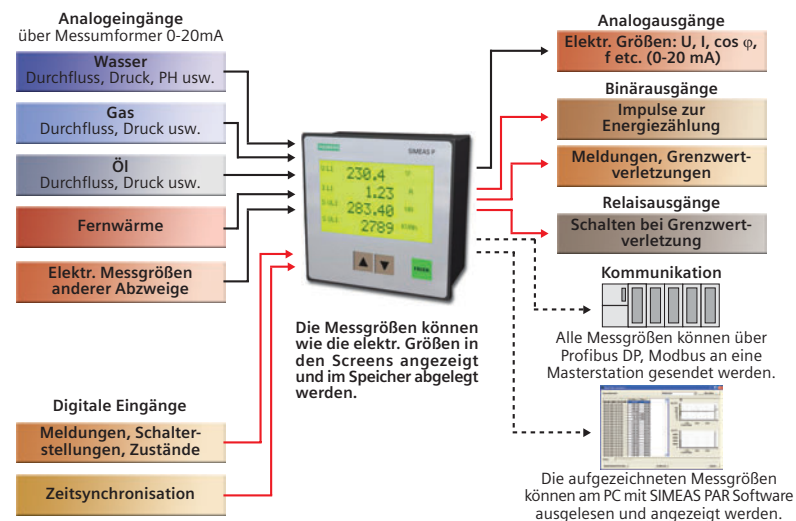 Analogeingänge
über Messumformer 0-20mA
Wasser
Durchfluss, Druck, PH usw.
Gas
Durchfluss, Druck usw.
Öl
Durchfluss, Druck usw.
Fernwärme
Elektr. Messgrößen
anderer Abzweige
Digitale Eingänge
Meldungen, Schalter-
stellungen, Zustände
Zeitsynchronisation
SIEMENS
SIMEAS P
230.4
1.23
283.40
2789
Die Messgrößen können
wie die elektr. Größen in
den Screens angezeigt
und im Speicher abgelegt
werden.
Analogausgänge
Elektr. Größen: U, I, cos φ,
f etc. (0-20 mA)
Binärausgänge
Impulse zur
Energiezählung
Meldungen, Grenzwert-
verletzungen
Relaisausgänge
Schalten bei Grenzwert-
verletzung
Kommunikation
Alle Messgrößen können über
Profibus DP, Modbus an eine
Masterstation gesendet werden.
Die aufgezeichneten Messgrößen
können am PC mit SIMEAS PAR Software
ausgelesen und angezeigt werden.